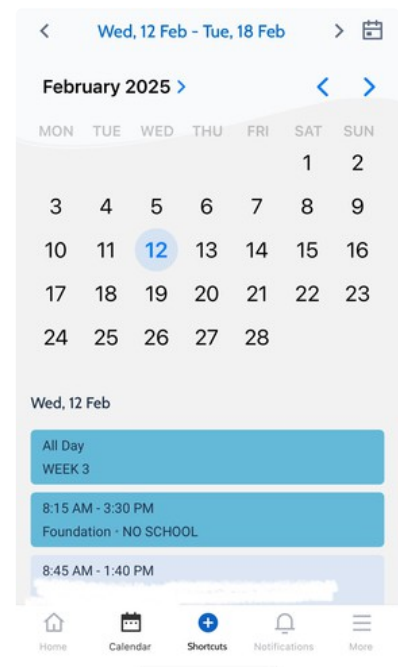 Wed, 12 Feb - Tue, 18 Feb
February 2025
MON TUE WED THU FRI SAT SUN
1 2
3 4 5 6 7 8 9
10 11 12 13 14 15 16
17 18 19 20 21 22 23
24 25 26 27 28
Wed, 12 Feb
All Day
WEEK 3
8:15 AM - 3:30 PM
Foundation - NO SCHOOL
8:45 AM - 1:40 PM
Home Calendar Shortcuts Notifications More